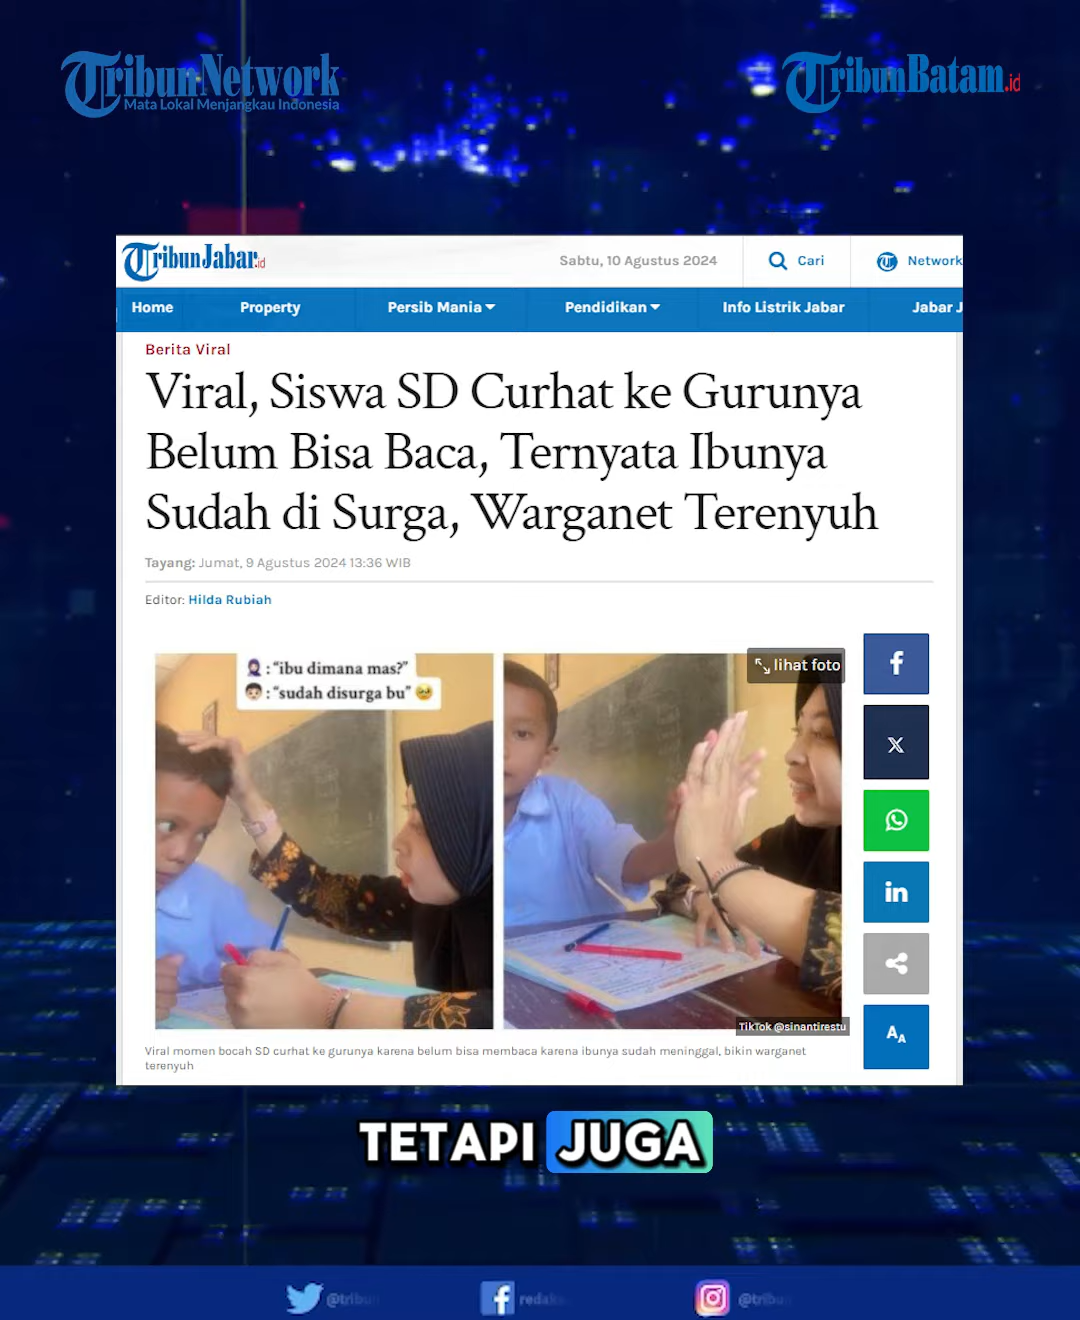 TribunNetwork
Mata Lokal Menjangkau Indonesia
TribunBatam.id
TribunJabar.id
Sabtu, 10 Agustus 2024
Cari
Network
Home
Property
Persib Mania
Pendidikan
Info Listrik Jabar
Jabar J
Berita Viral
Viral, Siswa SD Curhat ke Gurunya
Belum Bisa Baca, Ternyata Ibunya
Sudah di Surga, Warganet Terenyuh
Tayang: Jumat, 9 Agustus 2024 13:36 WIB
Editor: Hilda Rubiah
: "ibu dimana mas?"
: "sudah disurga bu"
lihat foto
TikTok @sinantirestu
Viral momen bocah SD curhat ke gurunya karena belum bisa membaca karena ibunya sudah meninggal, bikin warganet
terenyuh
TETAPI JUGA